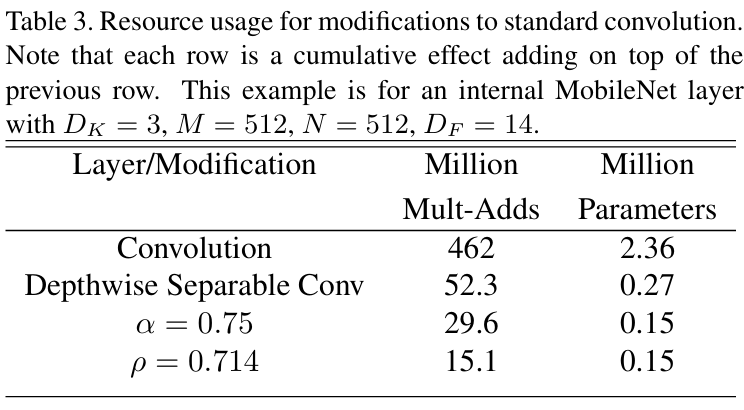 Table 3. Resource usage for modifications to standard convolution.
Note that each row is a cumulative effect adding on top of the
previous row. This example is for an internal MobileNet layer
with D_K = 3, M = 512, N = 512, D_F = 14.
Layer/Modification Million Million
Mult-Adds Parameters
Convolution 462 2.36
Depthwise Separable Conv 52.3 0.27
α = 0.75 29.6 0.15
ρ = 0.714 15.1 0.15